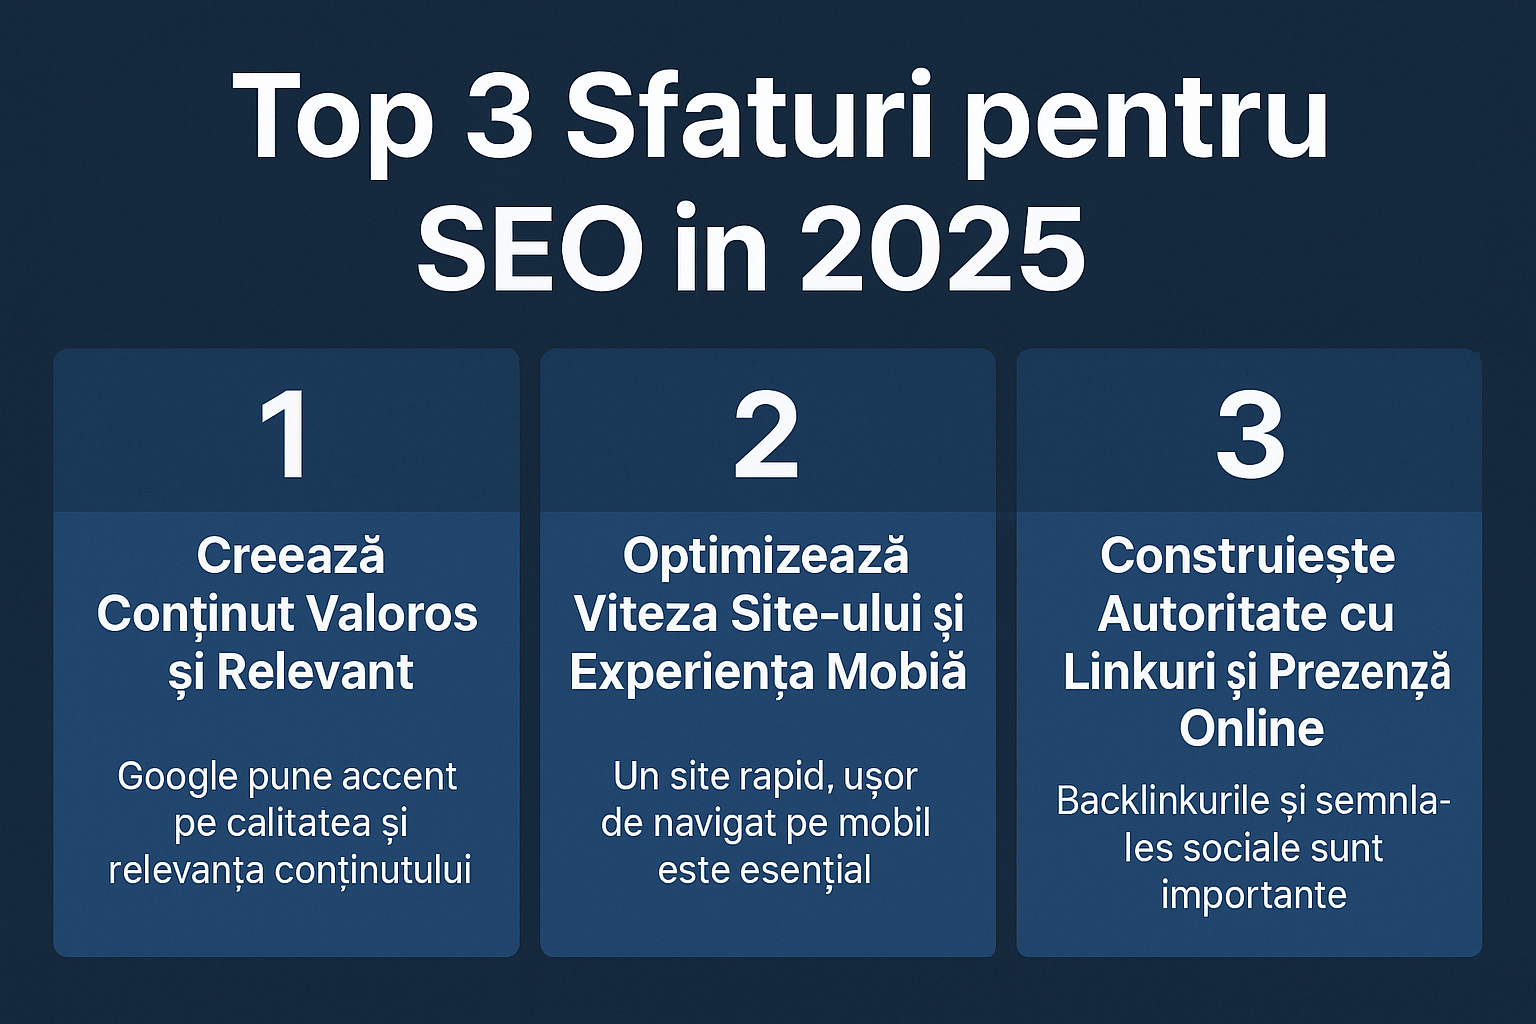 Top 3 Sfaturi pentru
SEO in 2025
1
Creează
Conținut Valoros
și Relevant
Google pune accent
pe calitatea și
relevanța conținutului
2
Optimizează
Viteza Site-ului și
Experiența Mobiă
Un site rapid, ușor
de navigat pe mobil
este esențial
3
Construiește
Autoritate cu
Linkuri și Prezenză
Online
Backlinkurile și semnla-
les sociale sunt
importante